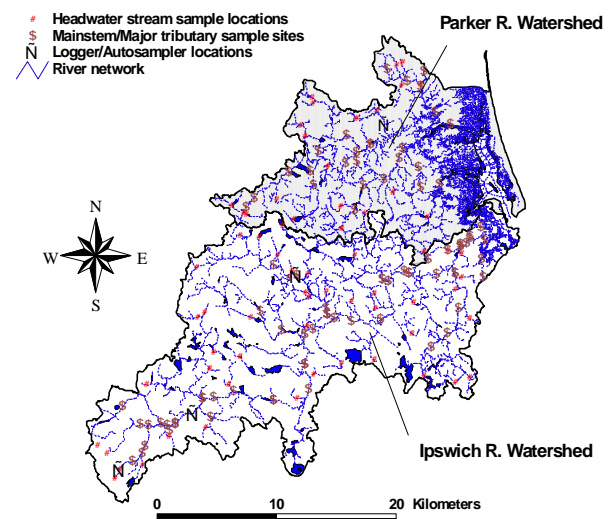 # Headwater stream sample locations
$ Mainstem/Major tributary sample sites
Ñ Logger/Autosampler locations
River network
Parker R. Watershed
Ñ
N
W E
S
Ñ
Ñ
Ñ
Ipswich R. Watershed
0 10 20 Kilometers